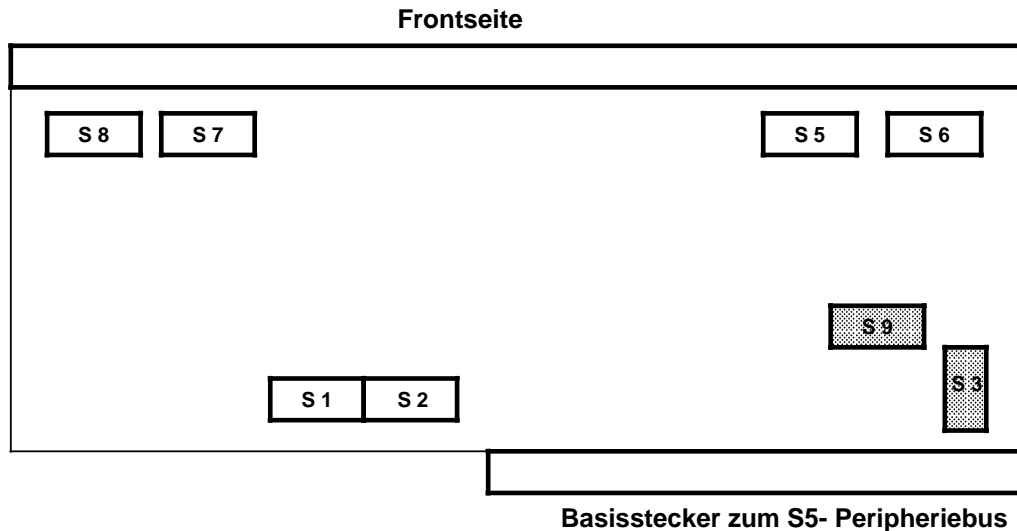 Frontseite
S 8 S 7 S 5 S 6
S 9
S 3
S 1 S 2
Basisstecker zum S5- Peripheriebus